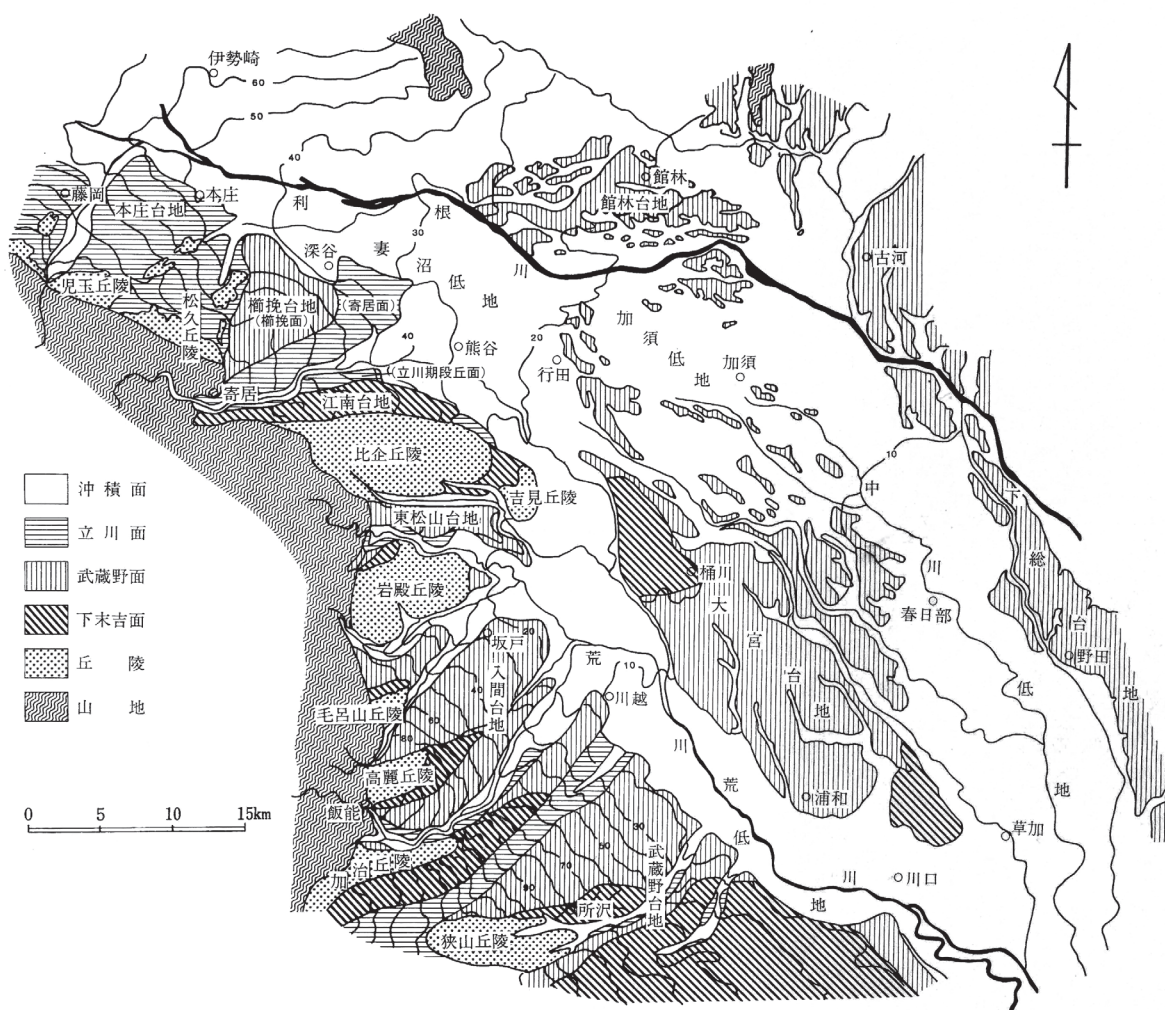 伊勢崎
60
50
40
藤岡
本庄台地
本庄
利
根
川
30
館林
館林台地
深谷
妻
沼
低
地
古河
児玉丘陵
松久丘陵
櫛挽台地
(櫛挽面)
(寄居面)
40
熊谷
20
行田
加
須
低
地
加須
(立川期段丘面)
寄居
江南台地
比企丘陵
吉見丘陵
東松山台地
10
中
川
低
地
下
総
台
地
岩殿丘陵
桶川
大
宮
台
地
春日部
野田
坂戸
20
入間台地
40
60
80
荒
10
川越
川
毛呂山丘陵
高麗丘陵
飯能
加治丘陵
荒
川
低
地
浦和
草加
川口
30
50
70
90
武蔵野台地
所沢
狭山丘陵
沖積面
立川面
武蔵野面
下末吉面
丘陵
山地
0 5 10 15km